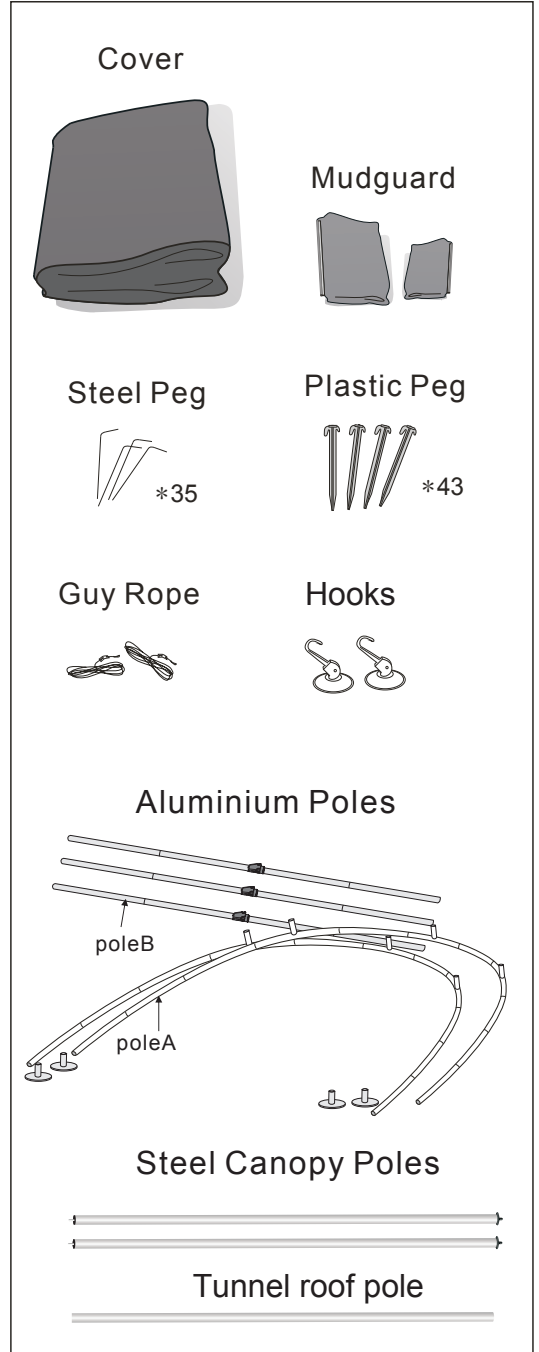 Cover
Mudguard
Steel Peg
Plastic Peg
*35
*43
Guy Rope
Hooks
Aluminium Poles
poleB
poleA
Steel Canopy Poles
Tunnel roof pole